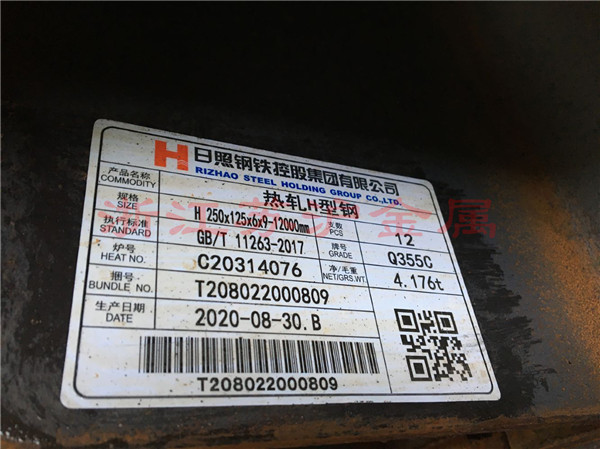 H 日照钢铁控股集团有限公司
RIZHAO STEEL HOLDING GROUP CO.,LTD.
产品名称 热轧H型钢
COMMODITY
规格 H 250x125x6x9-12000mm 支数 12
SIZE PCS
执行标准 GB/T 11263-2017 牌号 Q355C
STANDARD GRADE
炉号 C20314076 净/毛重 4.176t
HEAT NO. NET/GRS.WT
捆号 T208022000809
BUNDLE NO.
生产日期 2020-08-30.B
DATE
T208022000809
浙江 金属